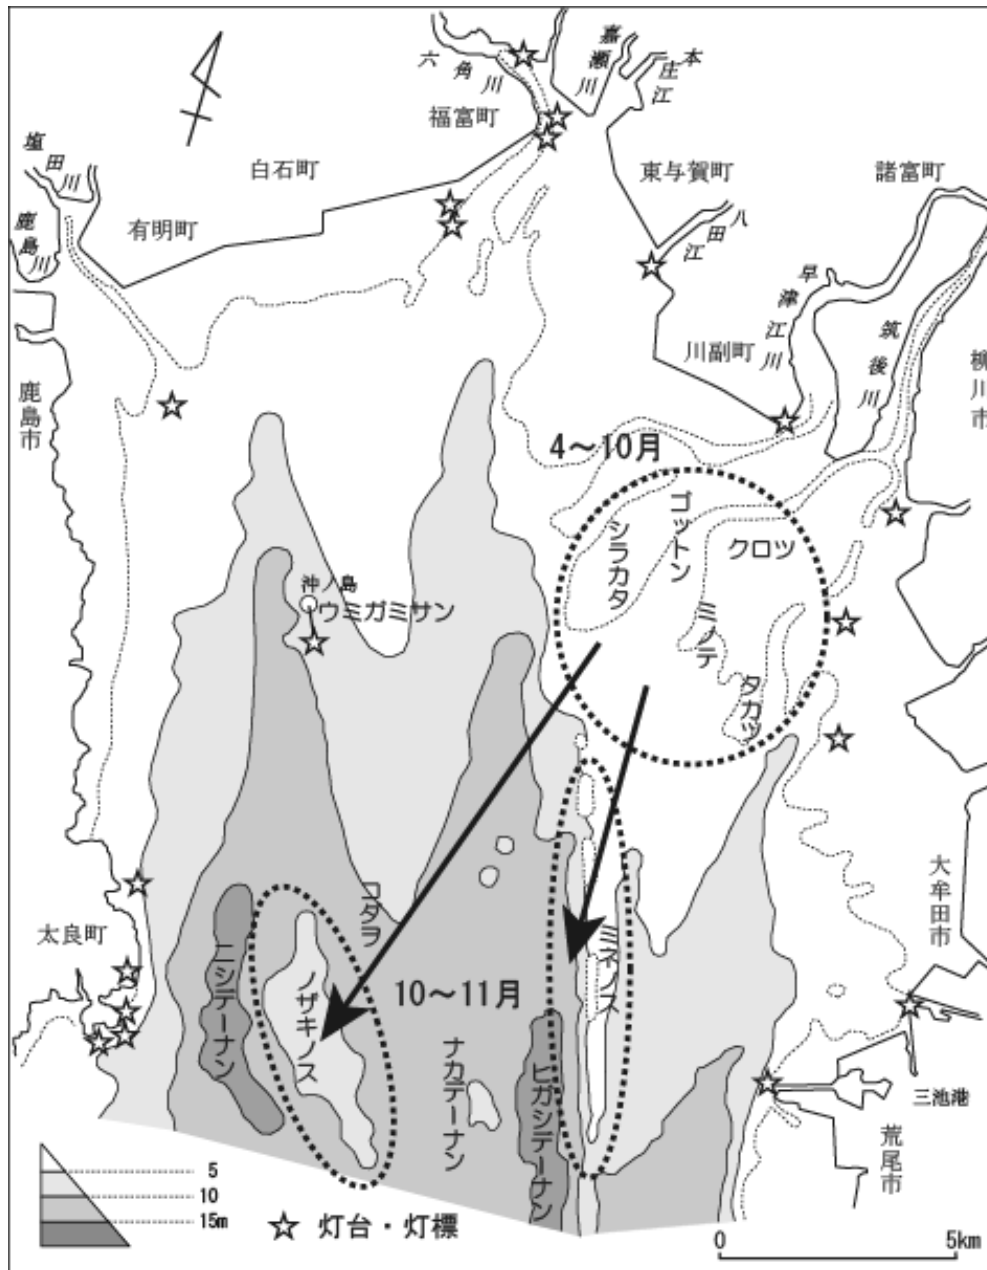 六角川
嘉瀬川
本庄江
福富町
塩田川
白石町
東与賀町
諸富町
有明町
鹿島川
八田江
早津江川
筑後川
川副町
柳川市
鹿島市
4～10月
ゴットン
シラカタ
クロツ
沖ノ島
ウミガミサン
ミノテ
タカツ
コタヲ
大牟田市
太良町
ニシデーナン
ノザキノス
10～11月
ミネノス
ナカデーナン
ヒガシデーナン
三池港
荒尾市
5
10
15m
☆ 灯台・灯標
0
5km